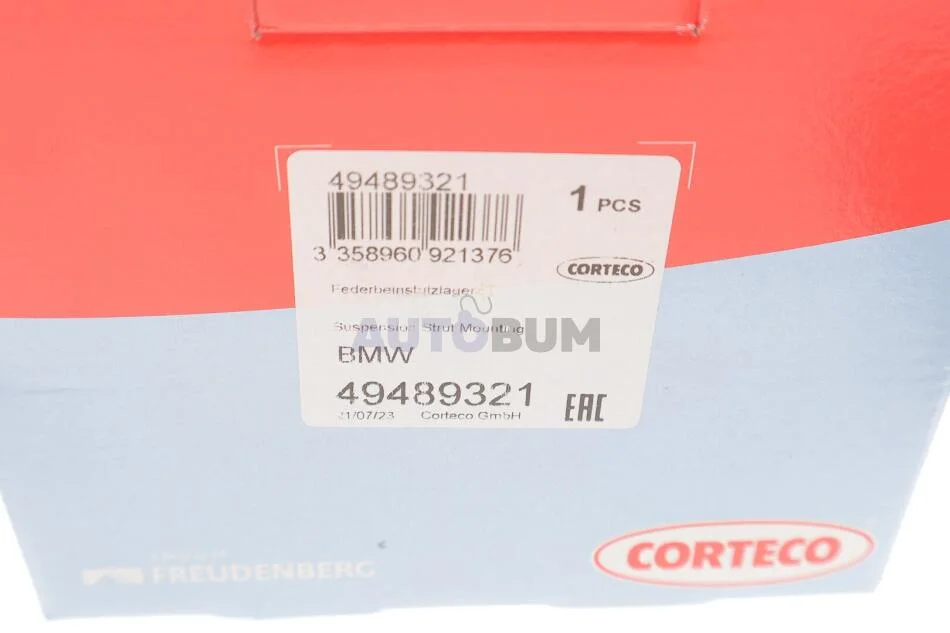 49489321
1 PCS
3 358960 921376
CORTECO
Federbeinstützlager
Suspension Strut Mounting
AUTOBUM
BMW
49489321
Corteco GmbH
EAC
CORTECO
FREUDENBERG